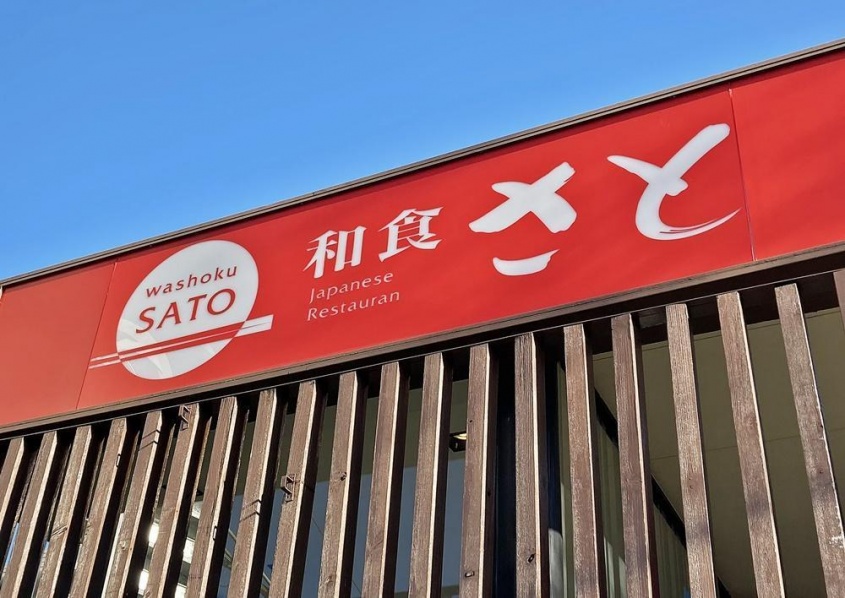 washoku
SATO
和食
Japanese
Restauran
さと